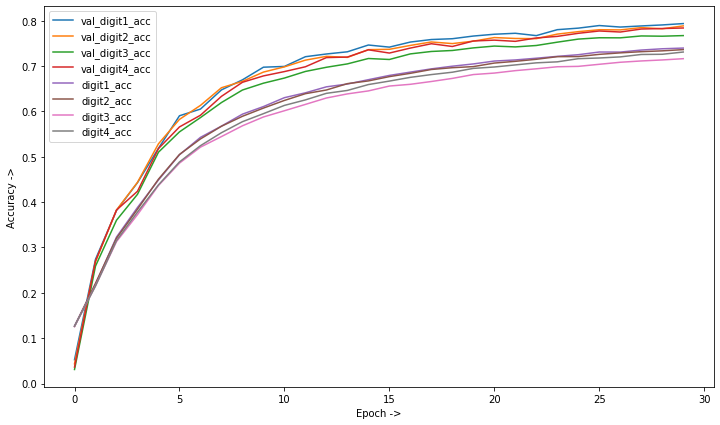 val_digit1_acc
val_digit2_acc
val_digit3_acc
val_digit4_acc
digit1_acc
digit2_acc
digit3_acc
digit4_acc
0.8
0.7
0.6
0.5
0.4
0.3
0.2
0.1
0.0
Accuracy ->
0 5 10 15 20 25 30
Epoch ->